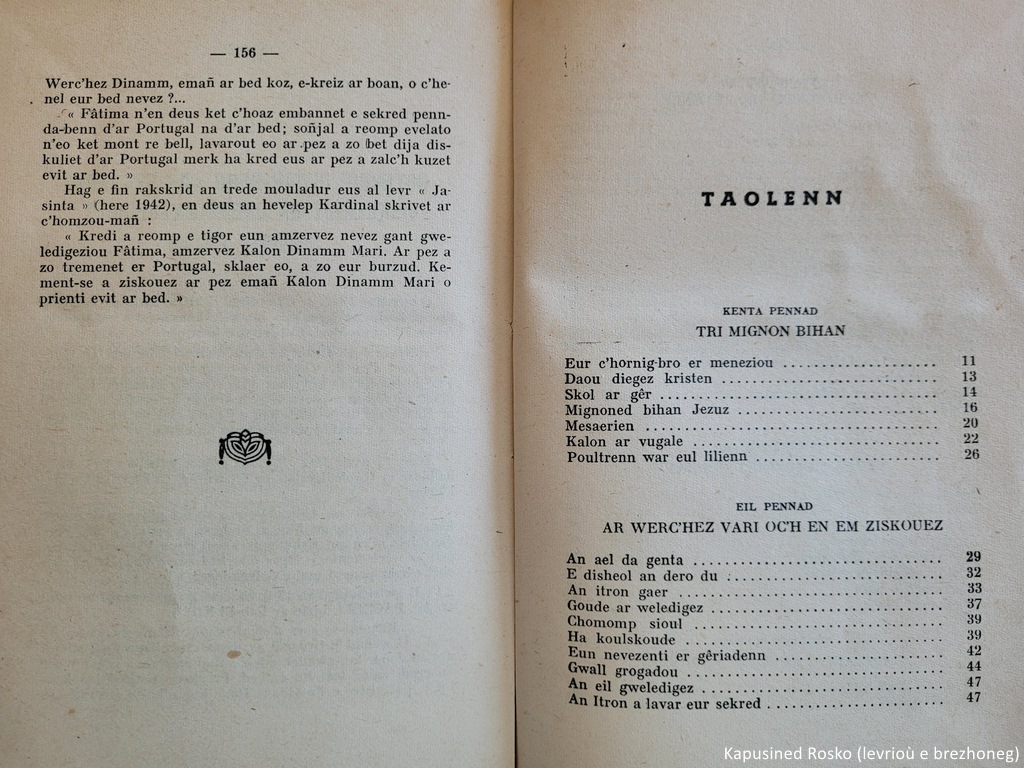 — 156 —
Werc'hez Dinamm, emañ ar bed koz, e-kreiz ar boan, o c'he-
nel eur bed nevez ?...
« Fâtima n'en deus ket c'hoaz embannet e sekred penn-
da-benn d'ar Portugal na d'ar bed; soñjal a reomp evelato
n'eo ket mont re bell, lavarout eo ar pez a zo bet dija dis-
kuliet d'ar Portugal merk ha kred eus ar pez a zalc'h kuzet
evit ar bed. »
Hag e fin rakskrid an trede mouladur eus al levr « Ja-
sinta » (here 1942), en deus an hevelep Kardinal skrivet ar
c'homzou-mañ :
« Kredi a reomp e tigor eun amzervez nevez gant gwe-
ledigeziou Fâtima, amzervez Kalon Dinamm Mari. Ar pez a
zo tremenet er Portugal, sklaer eo, a zo eur burzud. Ke-
ment-se a ziskouez ar pez emañ Kalon Dinamm Mari o
prienti evit ar bed. »
TAOLENN
KENTA PENNAD
TRI MIGNON BIHAN
Eur c'hornig-bro er meneziou .................... 11
Daou diegez kristen .................... 13
Skol ar gêr .................... 14
Mignoned bihan Jezuz .................... 16
Mesaerien .................... 20
Kalon ar vugale .................... 22
Poultrenn war eul lilienn .................... 26
EIL PENNAD
AR WERC'HEZ VARI OC'H EN EM ZISKOUEZ
An ael da genta .................... 29
E disheol an dero du .................... 32
An itron gaer .................... 33
Goude ar weledigez .................... 37
Chomomp sioul .................... 39
Ha koulskoude .................... 39
Eun nevezenti er gêriadenn .................... 42
Gwall grogadou .................... 44
An eil gweledigez .................... 47
An Itron a lavar eur sekred .................... 47
Kapusined Rosko (levrioù e brezhoneg)